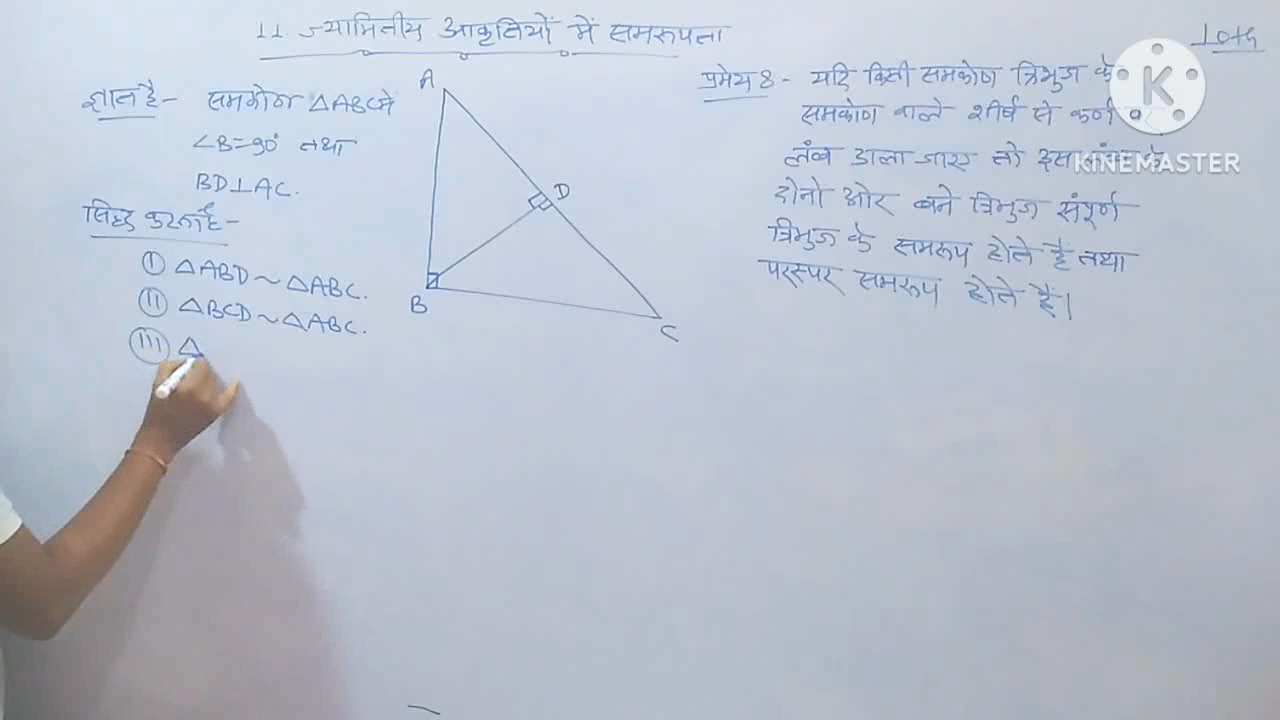 11. ज्यामितीय आकृतियों में समरूपता
10th
ज्ञात है- समकोण △ABC में
∠B=90° तथा
BD⊥AC.
सिद्ध करना है-
(I) △ABD ~ △ABC.
(II) △BCD ~ △ABC.
(III) △
A
D
B
C
प्रमेय 8- यदि किसी समकोण त्रिभुज के
समकोण वाले शीर्ष से कर्ण
लंब डाला जाए तो इस
दोनो ओर बने त्रिभुज संपूर्ण
त्रिभुज के समरूप होते है तथा
परस्पर समरूप होते हैं।
K
KINEMASTER